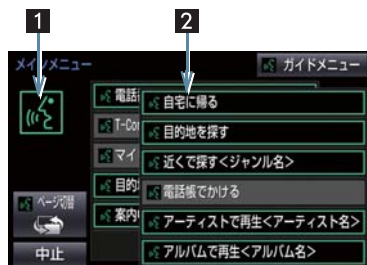 1 2
メインメニュー ガイドメニュー
電話 自宅に帰る
T-Con 目的地を探す
マイ 近くで探す<ジャンル名>
目的 電話帳でかける
ページ切替 案内 アーティストで再生<アーティスト名>
中止 アルバムで再生<アルバム名>